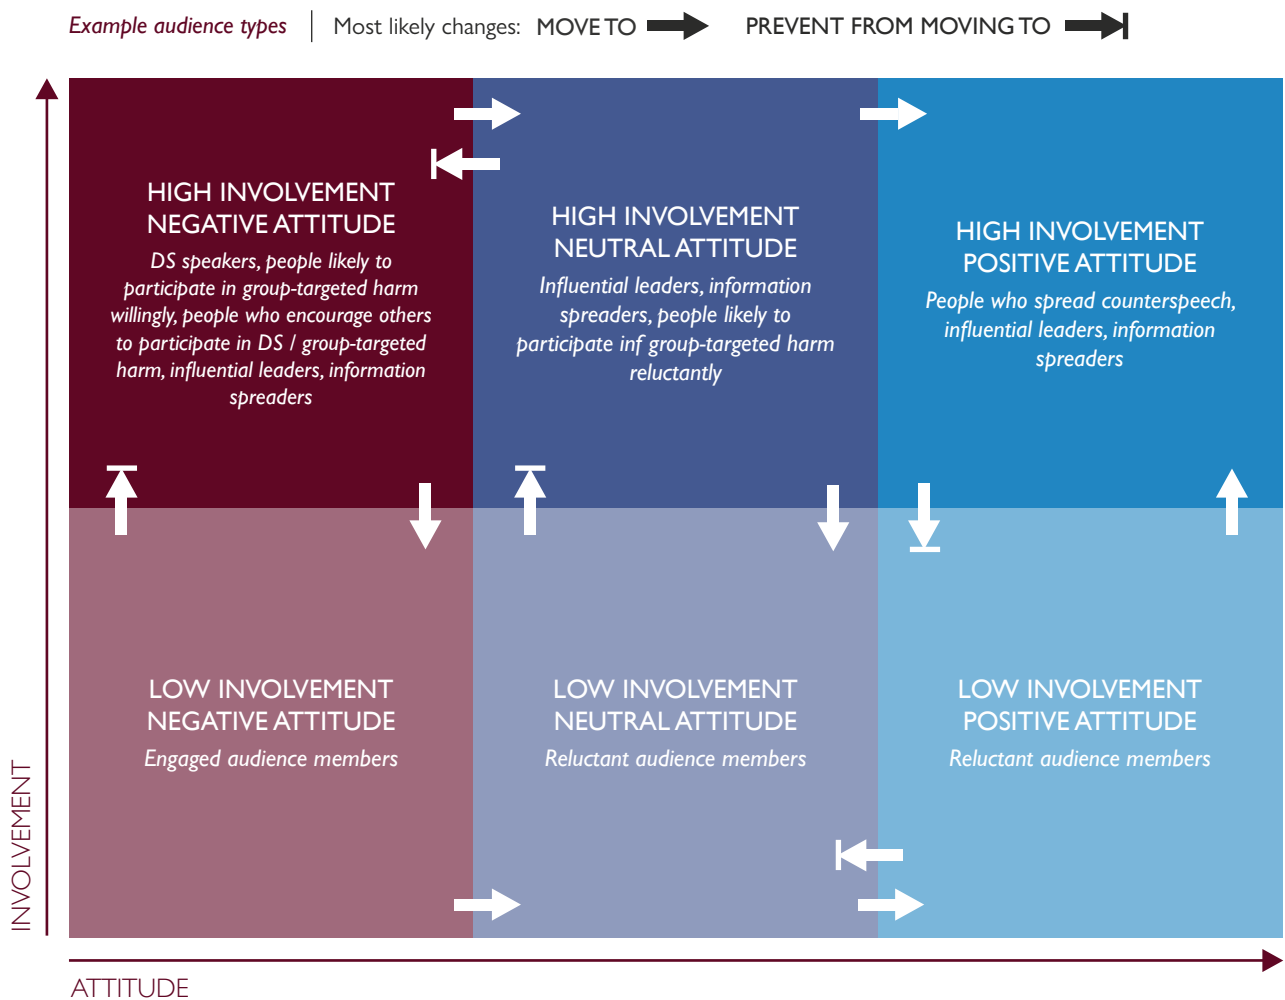 Example audience types
Most likely changes: MOVE TO
PREVENT FROM MOVING TO
HIGH INVOLVEMENT
NEGATIVE ATTITUDE
DS speakers, people likely to
participate in group-targeted harm
willingly, people who encourage others
to participate in DS / group-targeted
harm, influential leaders, information
spreaders
HIGH INVOLVEMENT
NEUTRAL ATTITUDE
Influential leaders, information
spreaders, people likely to
participate inf group-targeted harm
reluctantly
HIGH INVOLVEMENT
POSITIVE ATTITUDE
People who spread counterspeech,
influential leaders, information
spreaders
LOW INVOLVEMENT
NEGATIVE ATTITUDE
Engaged audience members
LOW INVOLVEMENT
NEUTRAL ATTITUDE
Reluctant audience members
LOW INVOLVEMENT
POSITIVE ATTITUDE
Reluctant audience members
INVOLVEMENT
ATTITUDE